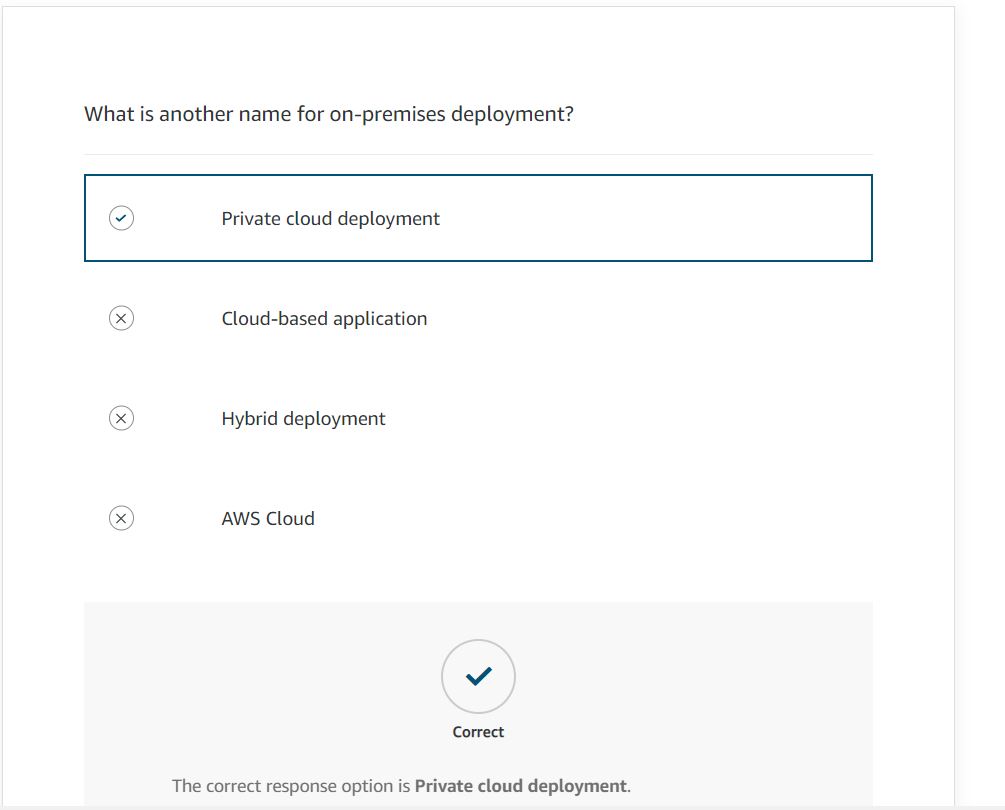 What is another name for on-premises deployment?
Private cloud deployment
Cloud-based application
Hybrid deployment
AWS Cloud
Correct
The correct response option is Private cloud deployment.